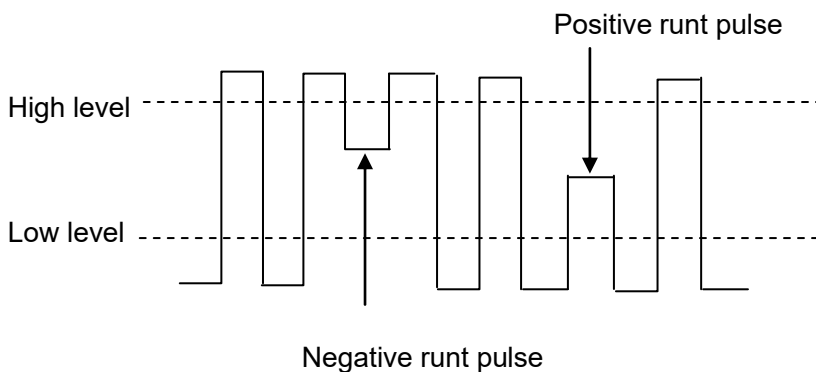 Positive runt pulse
High level
Low level
Negative runt pulse